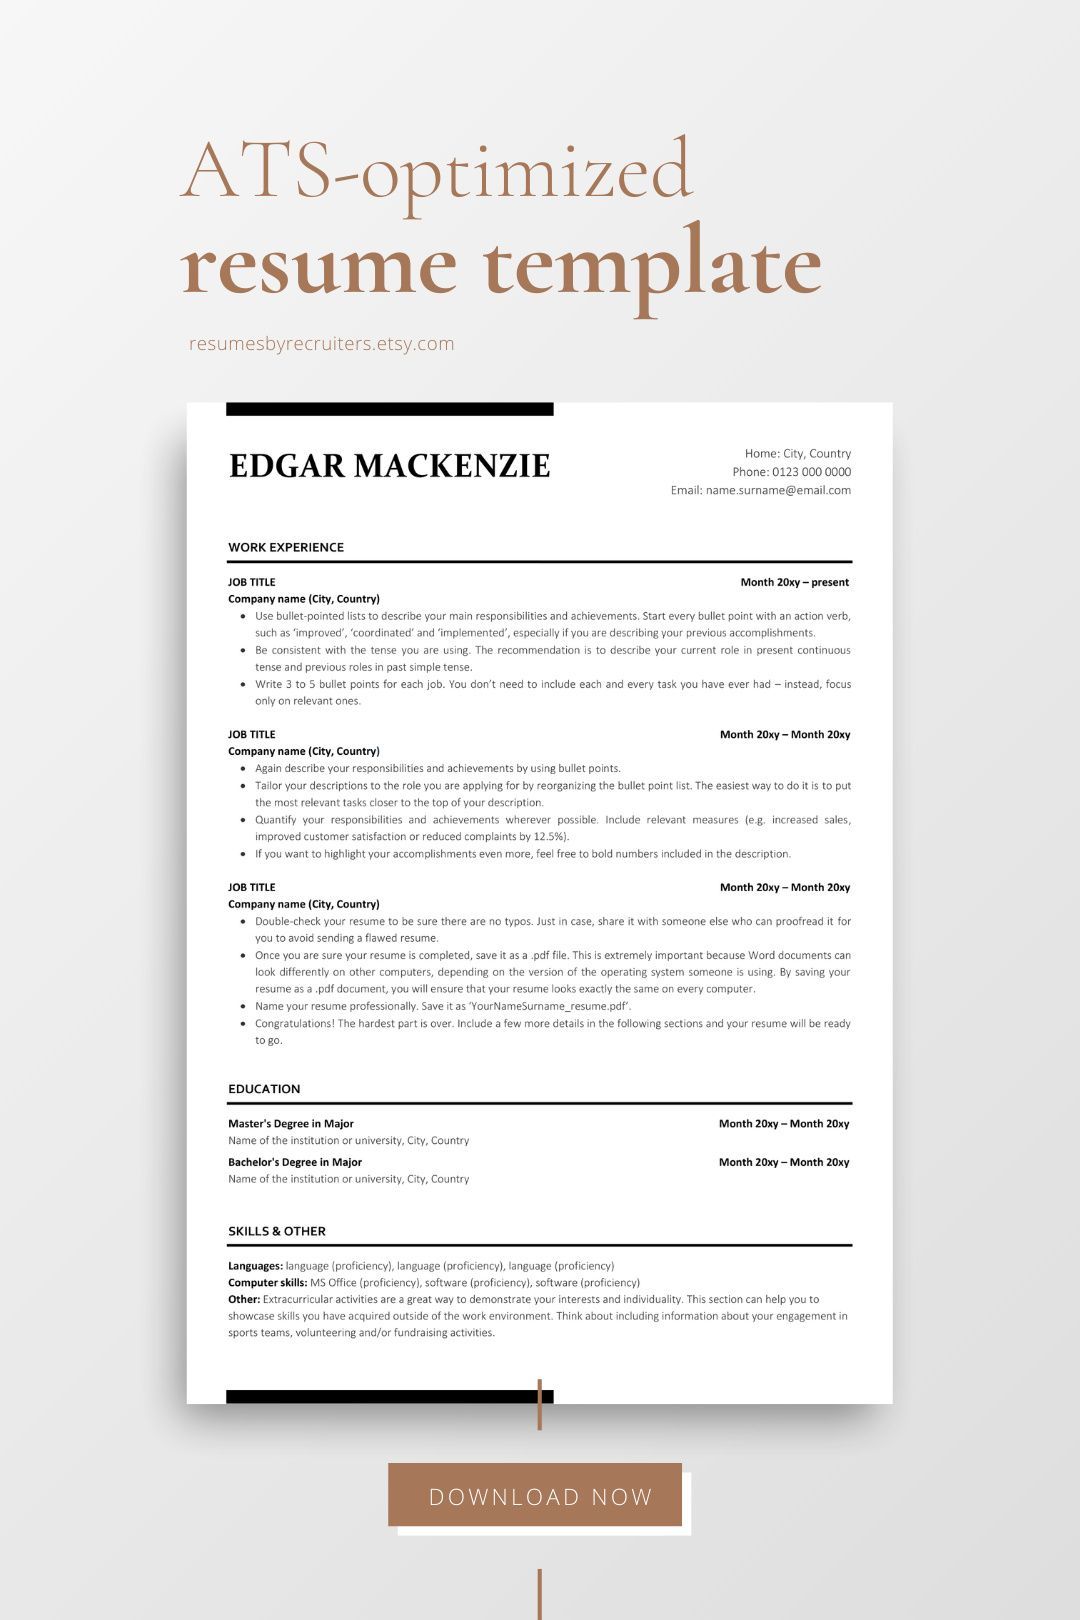 ATS-optimized
resume template
resumesbyrecruiters.etsy.com
EDGAR MACKENZIE
Home: City, Country
Phone: 0123 000 0000
Email: name.surname@email.com
WORK EXPERIENCE
JOB TITLE Month 20xy – present
Company name (City, Country)
• Use bullet-pointed lists to describe your main responsibilities and achievements. Start every bullet point with an action verb,
such as ‘improved’, ‘coordinated’ and ‘implemented’, especially if you are describing your previous accomplishments.
• Be consistent with the tense you are using. The recommendation is to describe your current role in present continuous
tense and previous roles in past simple tense.
• Write 3 to 5 bullet points for each job. You don’t need to include each and every task you have ever had – instead, focus
only on relevant ones.
JOB TITLE Month 20xy – Month 20xy
Company name (City, Country)
• Again describe your responsibilities and achievements by using bullet points.
• Tailor your descriptions to the role you are applying for by reorganizing the bullet point list. The easiest way to do it is to put
the most relevant tasks closer to the top of your description.
• Quantify your responsibilities and achievements wherever possible. Include relevant measures (e.g. increased sales,
improved customer satisfaction or reduced complaints by 12.5%).
• If you want to highlight your accomplishments even more, feel free to bold numbers included in the description.
JOB TITLE Month 20xy – Month 20xy
Company name (City, Country)
• Double-check your resume to be sure there are no typos. Just in case, share it with someone else who can proofread it for
you to avoid sending a flawed resume.
• Once you are sure your resume is completed, save it as a .pdf file. This is extremely important because Word documents can
look differently on other computers, depending on the version of the operating system someone is using. By saving your
resume as a .pdf document, you will ensure that your resume looks exactly the same on every computer.
• Name your resume professionally. Save it as ‘YourNameSurname_resume.pdf’.
• Congratulations! The hardest part is over. Include a few more details in the following sections and your resume will be ready
to go.
EDUCATION
Master's Degree in Major Month 20xy – Month 20xy
Name of the institution or university, City, Country
Bachelor's Degree in Major Month 20xy – Month 20xy
Name of the institution or university, City, Country
SKILLS & OTHER
Languages: language (proficiency), language (proficiency), language (proficiency)
Computer skills: MS Office (proficiency), software (proficiency), software (proficiency)
Other: Extracurricular activities are a great way to demonstrate your interests and individuality. This section can help you to
showcase skills you have acquired outside of the work environment. Think about including information about your engagement in
sports teams, volunteering and/or fundraising activities.
DOWNLOAD NOW